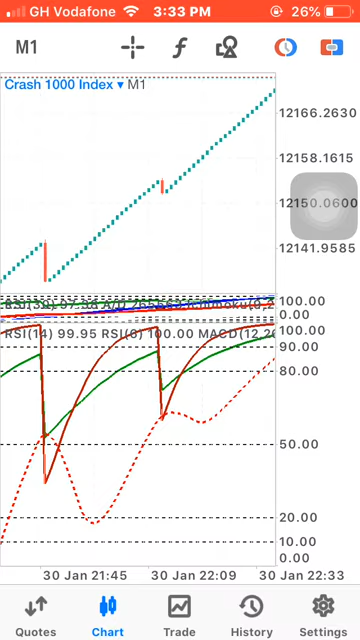 GH Vodafone 3:33 PM 26%
M1
Crash 1000 Index ▾ M1
12166.2630
12158.1615
12150.0600
12141.9585
100.00
0.00
RSI(14) 99.95 RSI(6) 100.00 MACD(12,26
100.00
90.00
80.00
50.00
20.00
10.00
0.00
30 Jan 21:45 30 Jan 22:09 30 Jan 22:33
Quotes Chart Trade History Settings